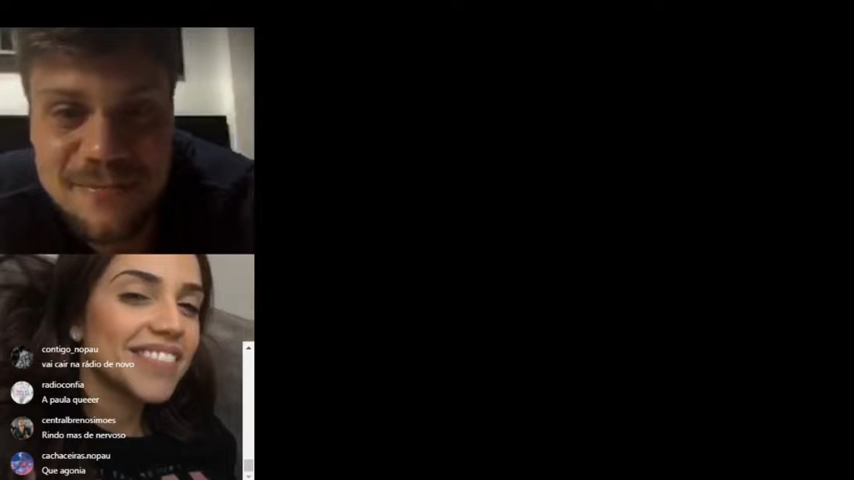 contigo_nopau
vai cair na rádio de novo
radioconfia
A paula queeer
centralbrenosimoes
Rindo mas de nervoso
cachaceiras.nopau
Que agonia